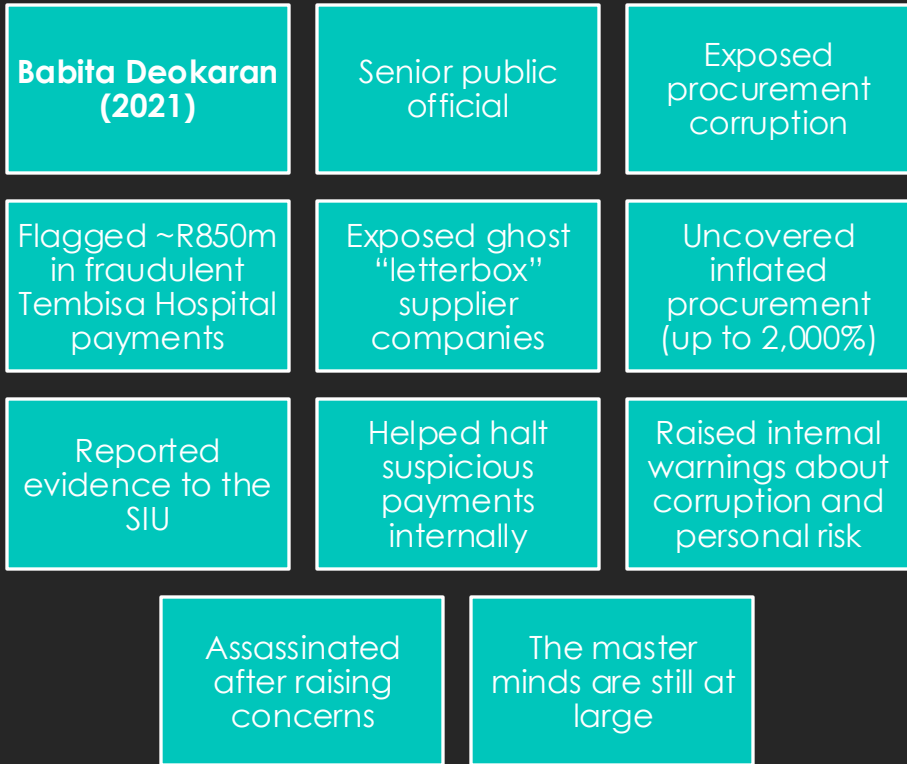 Babita Deokaran
(2021)
Senior public
official
Exposed
procurement
corruption
Flagged ~R850m
in fraudulent
Tembisa Hospital
payments
Exposed ghost
“letterbox”
supplier
companies
Uncovered
inflated
procurement
(up to 2,000%)
Reported
evidence to the
SIU
Helped halt
suspicious
payments
internally
Raised internal
warnings about
corruption and
personal risk
Assassinated
after raising
concerns
The master
minds are still at
large